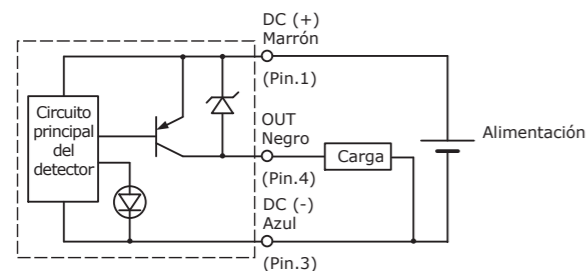 DC (+)
Marrón
(Pin.1)
Circuito
principal
del
detector
OUT
Negro
(Pin.4)
Carga
Alimentación
DC (-)
Azul
(Pin.3)